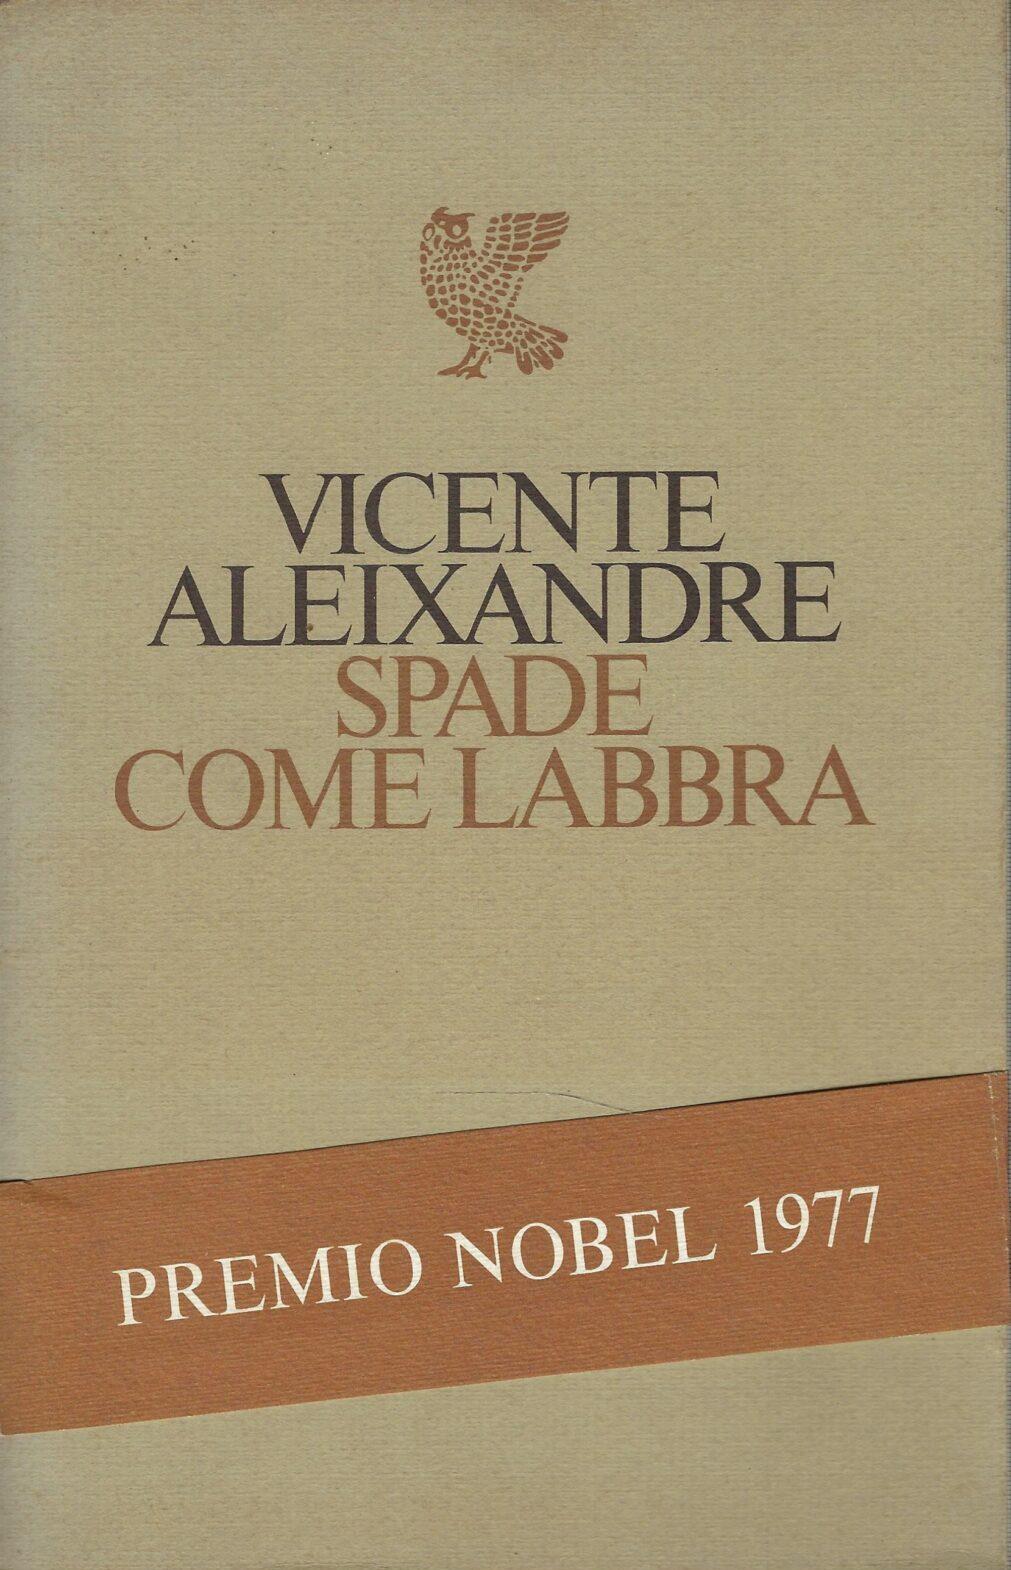 VICENTE
ALEIXANDRE
SPADE
COME LABBRA
PREMIO NOBEL 1977